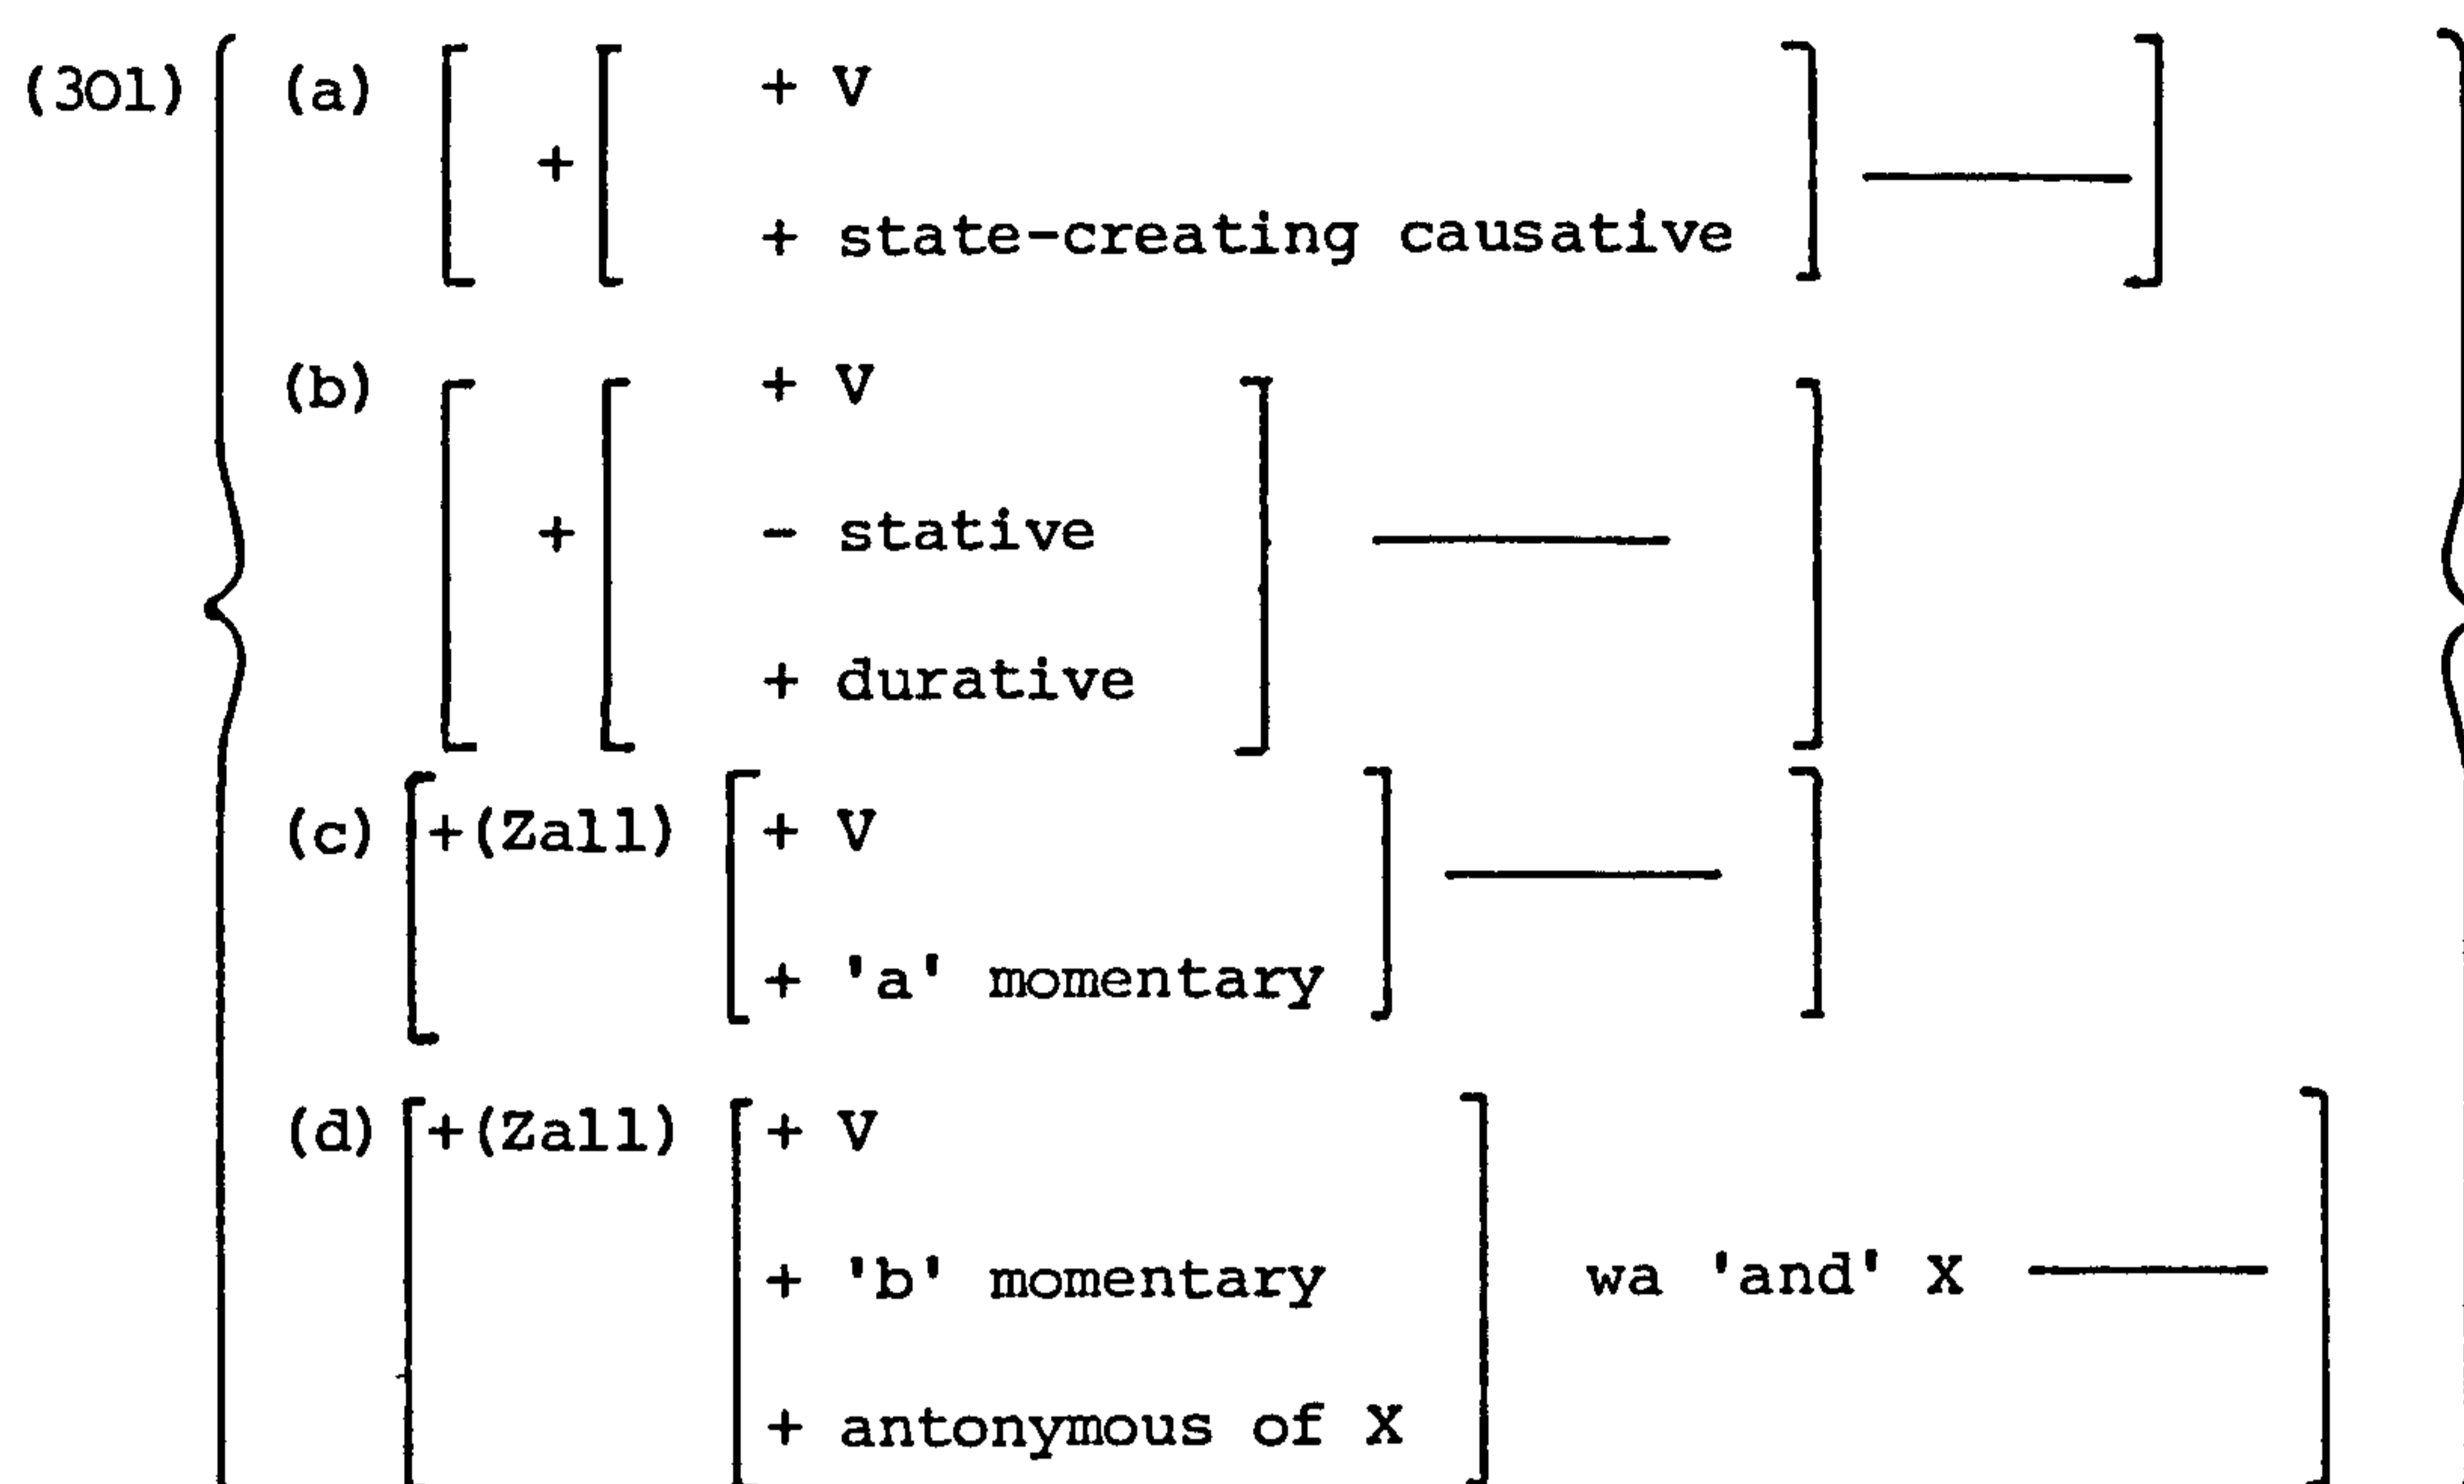 (301) (a) + V
+
+ state-creating causative
(b) + V
+ - stative
+ durative
(c) +(Zall) + V
+ 'a' momentary
(d) +(Zall) + V
+ 'b' momentary wa 'and' X
+ antonymous of X